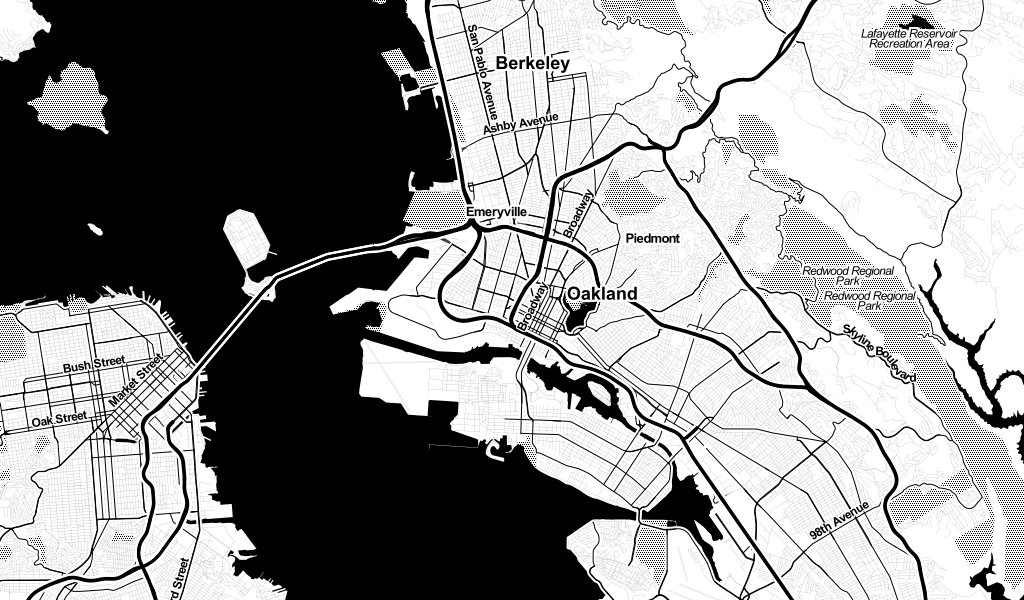 Lafayette Reservoir
Recreation Area
San Pablo Avenue
Berkeley
Ashby Avenue
Emeryville
Broadway
Piedmont
Redwood Regional
Park
Redwood Regional
Park
Oakland
Broadway
Skyline Boulevard
Bush Street
Market Street
Oak Street
98th Avenue
rd Street